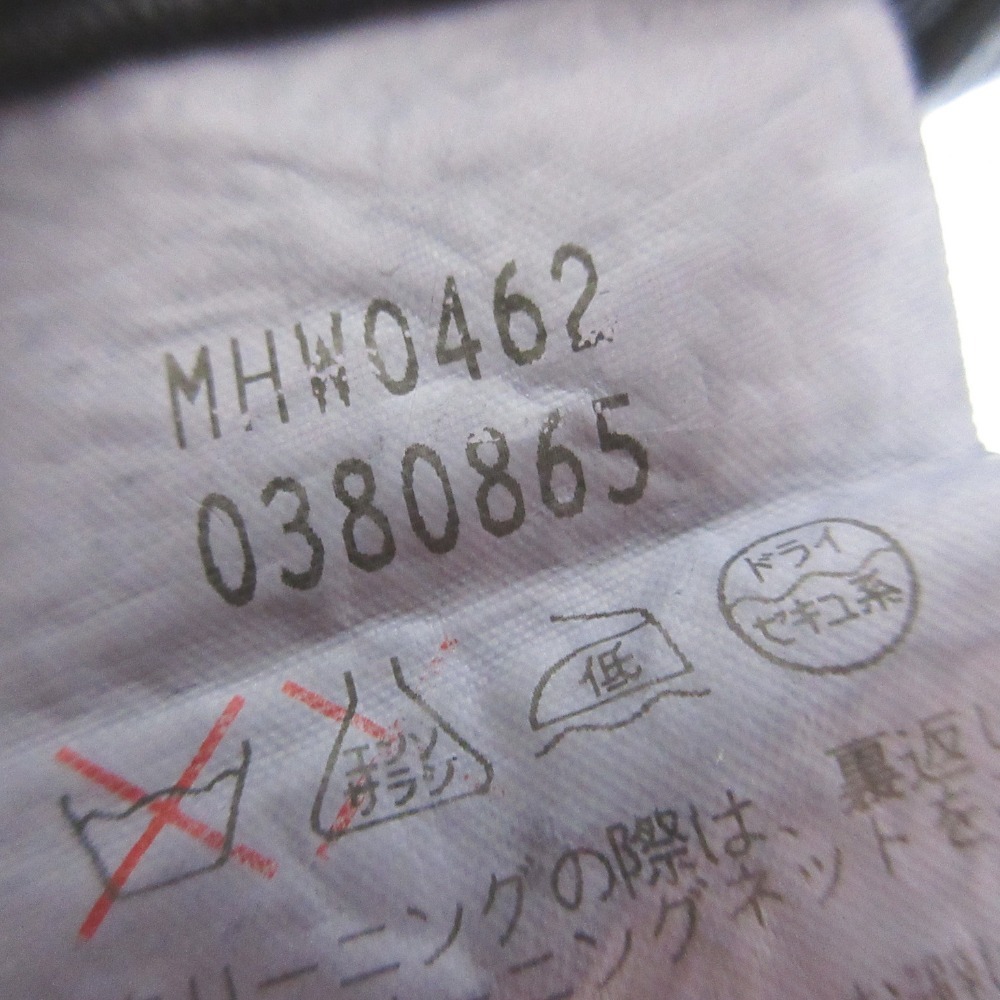 MHW0462
0380865
ドライ
セキユ系
低
エンソ
サラシ
クリーニングの際は、裏返し
ニングネットを